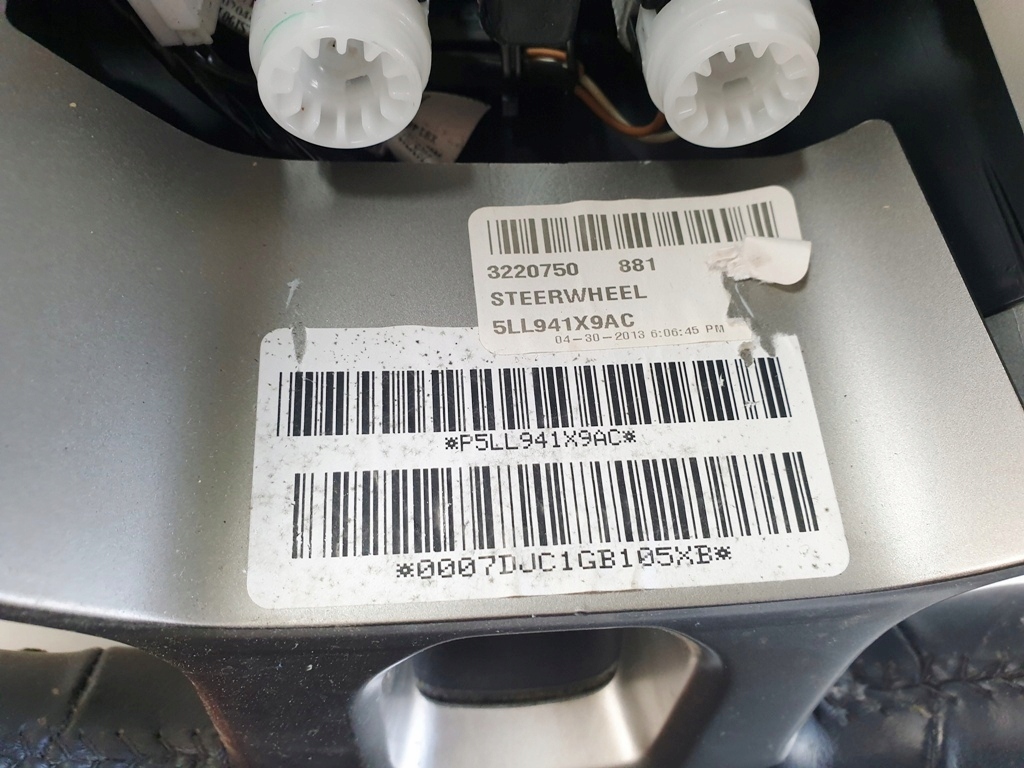 3220750 881
STEERWHEEL
5LL941X9AC
04-30-2013 6:06:45 PM
*P5LL941X9AC*
*0007DJC1GB105XB*